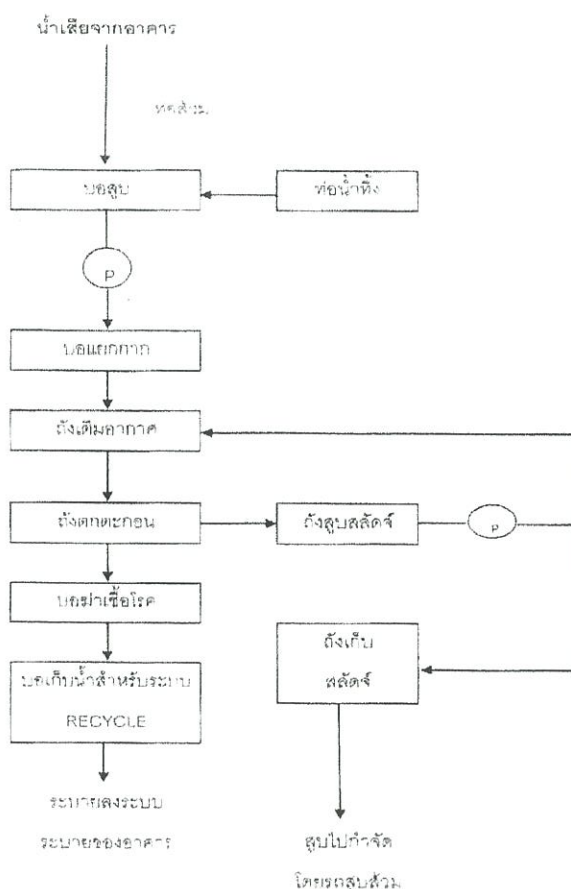 น้ำเสียจากอาคาร
บ่อสูบ
ท่อน้ำทิ้ง
P
บ่อแยกกาก
ถังเติมอากาศ
ถังตกตะกอน
ถังสูบสลัดจ์
P
บ่อฆ่าเชื้อโรค
ถังเก็บ
สลัดจ์
บ่อเก็บน้ำสำหรับระบบ
RECYCLE
ระบายลงระบบ
ระบายของอาคาร
สูบไปกำจัด
โดยรถสูบส้วม